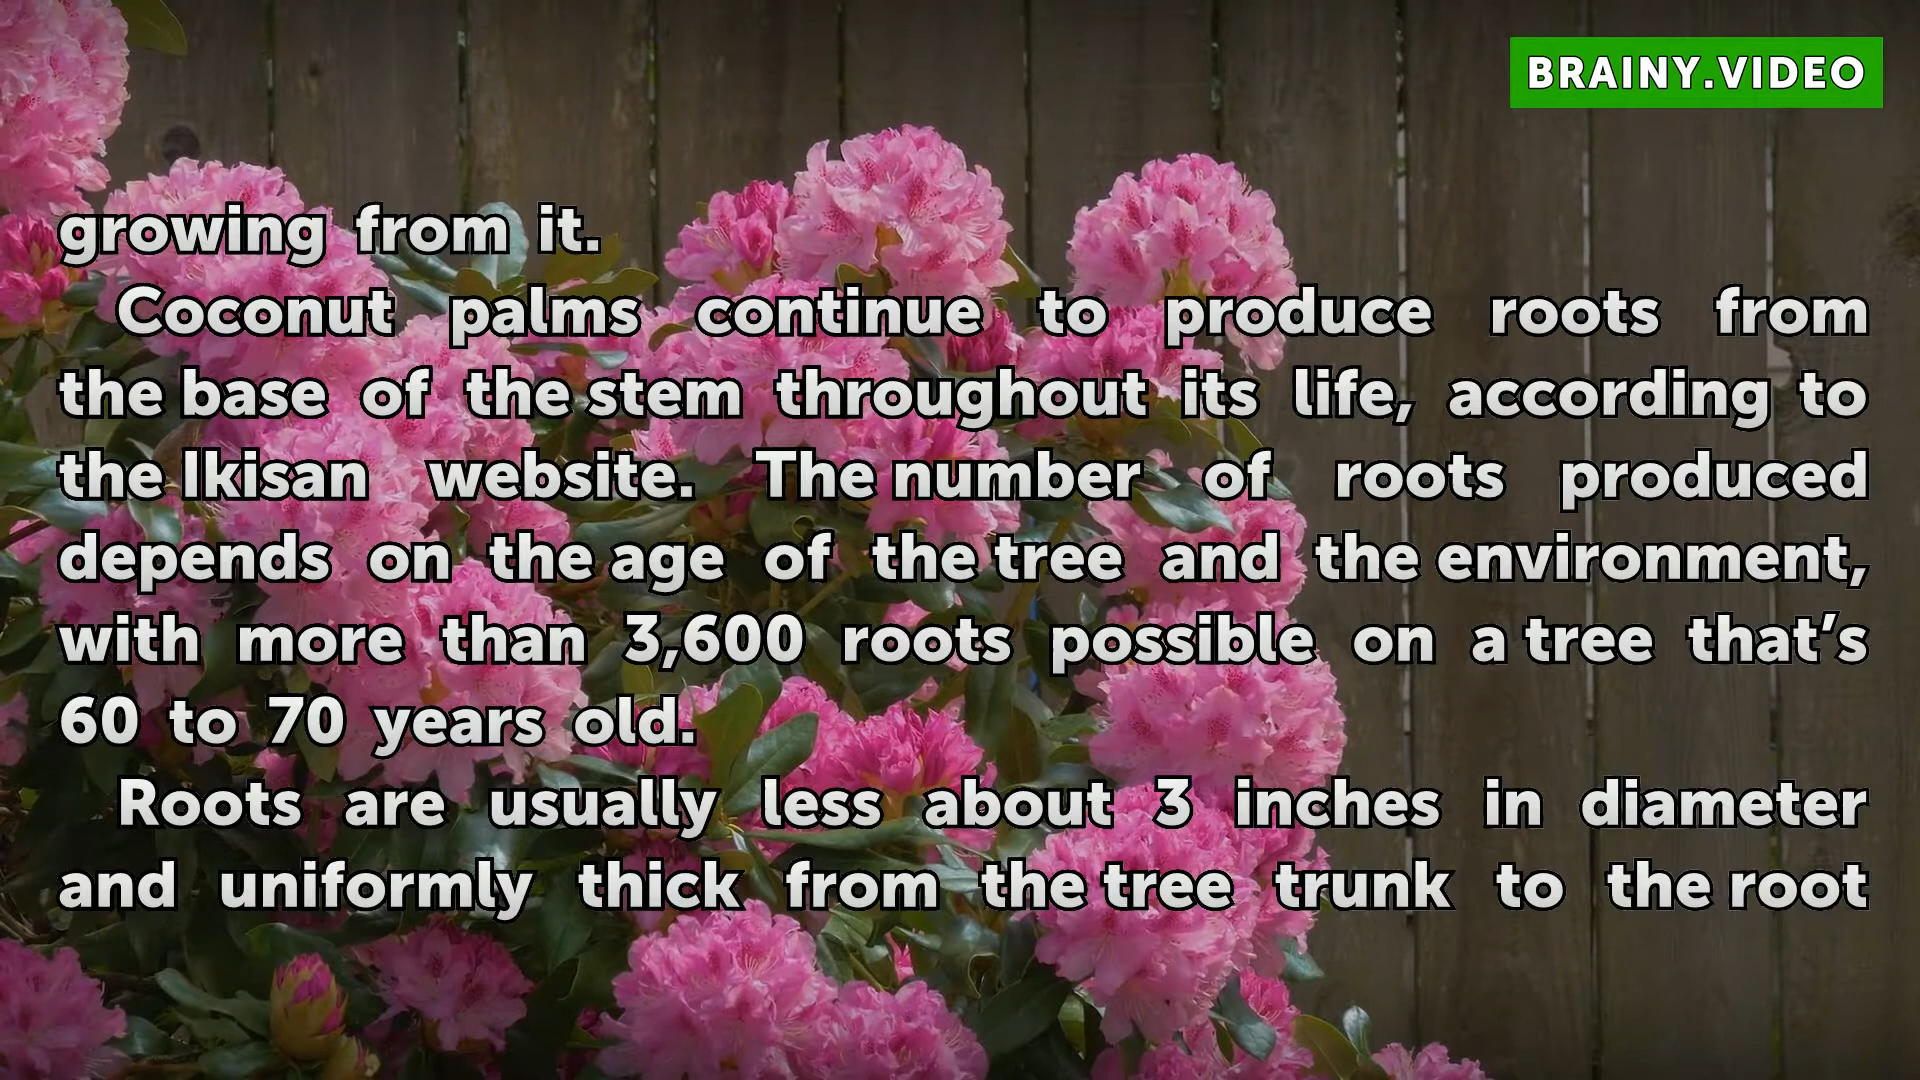 BRAINY.VIDEO
growing from it.
Coconut palms continue to produce roots from
the base of the stem throughout its life, according to
the Ikisan website. The number of roots produced
depends on the age of the tree and the environment,
with more than 3,600 roots possible on a tree that’s
60 to 70 years old.
Roots are usually less about 3 inches in diameter
and uniformly thick from the tree trunk to the root